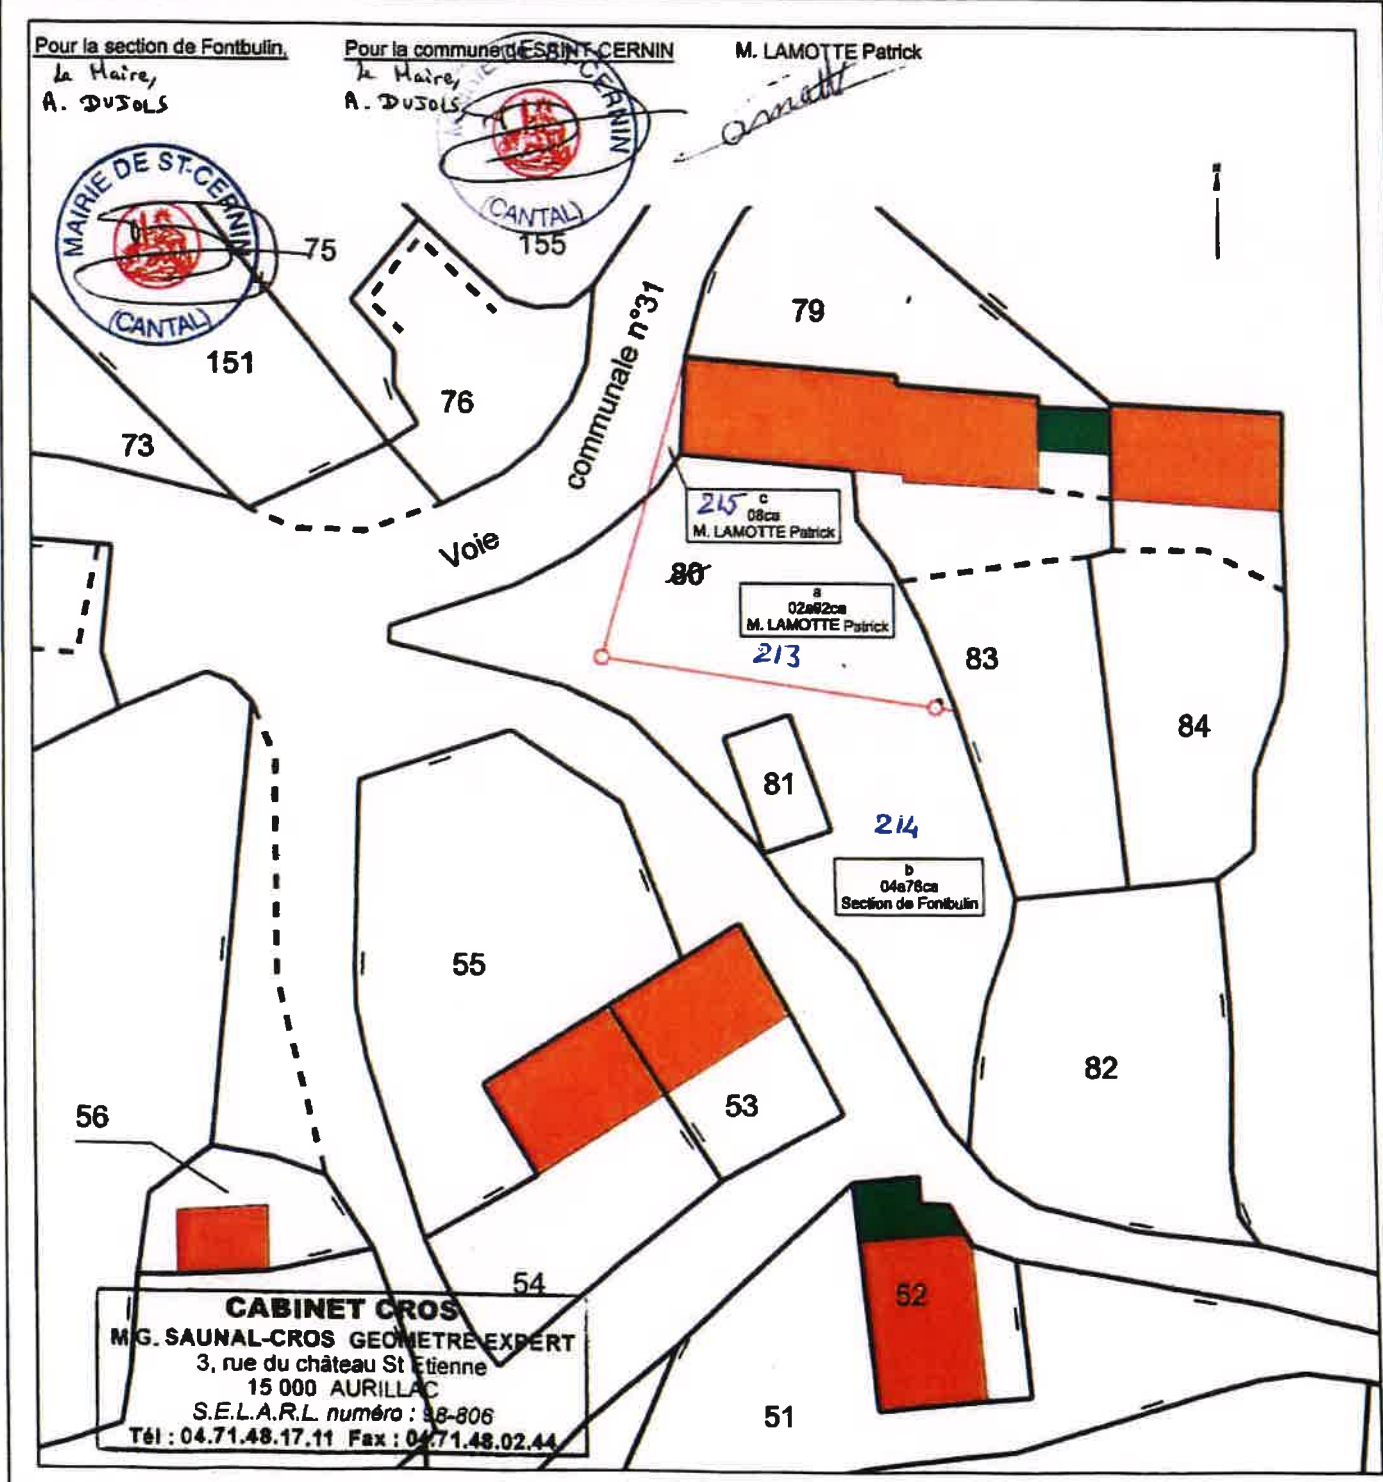 Pour la section de Fontbulin,
Le Maire,
A. DUJOLS
Pour la commune de SAINT-CERNIN
Le Maire,
A. DUJOLS
M. LAMOTTE Patrick
MAIRIE DE ST-CERNIN
(CANTAL)
CERNIN
(CANTAL)
75
155
151
76
73
79
Voie communale n°31
215 c
08ca
M. LAMOTTE Patrick
80
a
02a92ca
M. LAMOTTE Patrick
213
83
84
81
214
b
04a76ca
Section de Fontbulin
55
53
82
56
54
52
51
CABINET CROS
M.G. SAUNAL-CROS GEOMETRE EXPERT
3, rue du château St Etienne
15 000 AURILLAC
S.E.L.A.R.L. numéro : 98-806
Tél : 04.71.48.17.11 Fax : 04.71.48.02.44